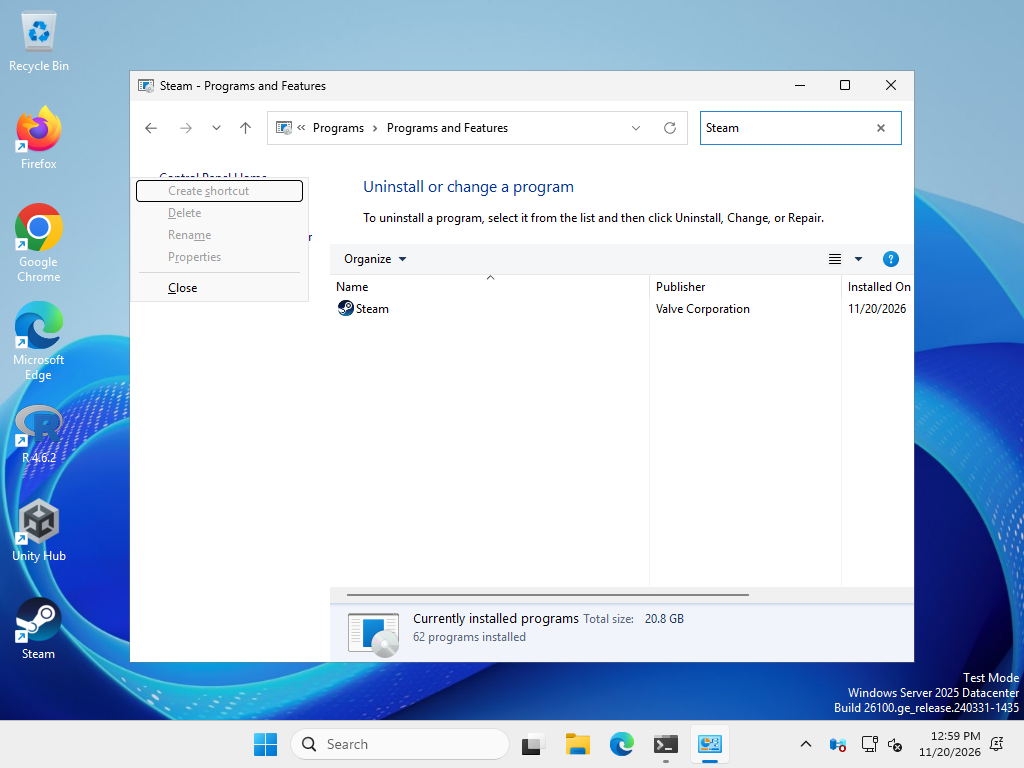 Recycle Bin
Firefox
Google
Chrome
Microsoft
Edge
R 4.6.2
Unity Hub
Steam
Steam - Programs and Features
« Programs › Programs and Features
Steam
Control Panel Home
Create shortcut
Delete
Rename
Properties
Close
Uninstall or change a program
To uninstall a program, select it from the list and then click Uninstall, Change, or Repair.
Organize
Name Publisher Installed On
Steam Valve Corporation 11/20/2026
Currently installed programs Total size: 20.8 GB
62 programs installed
Test Mode
Windows Server 2025 Datacenter
Build 26100.ge_release.240331-1435
Search
12:59 PM
11/20/2026